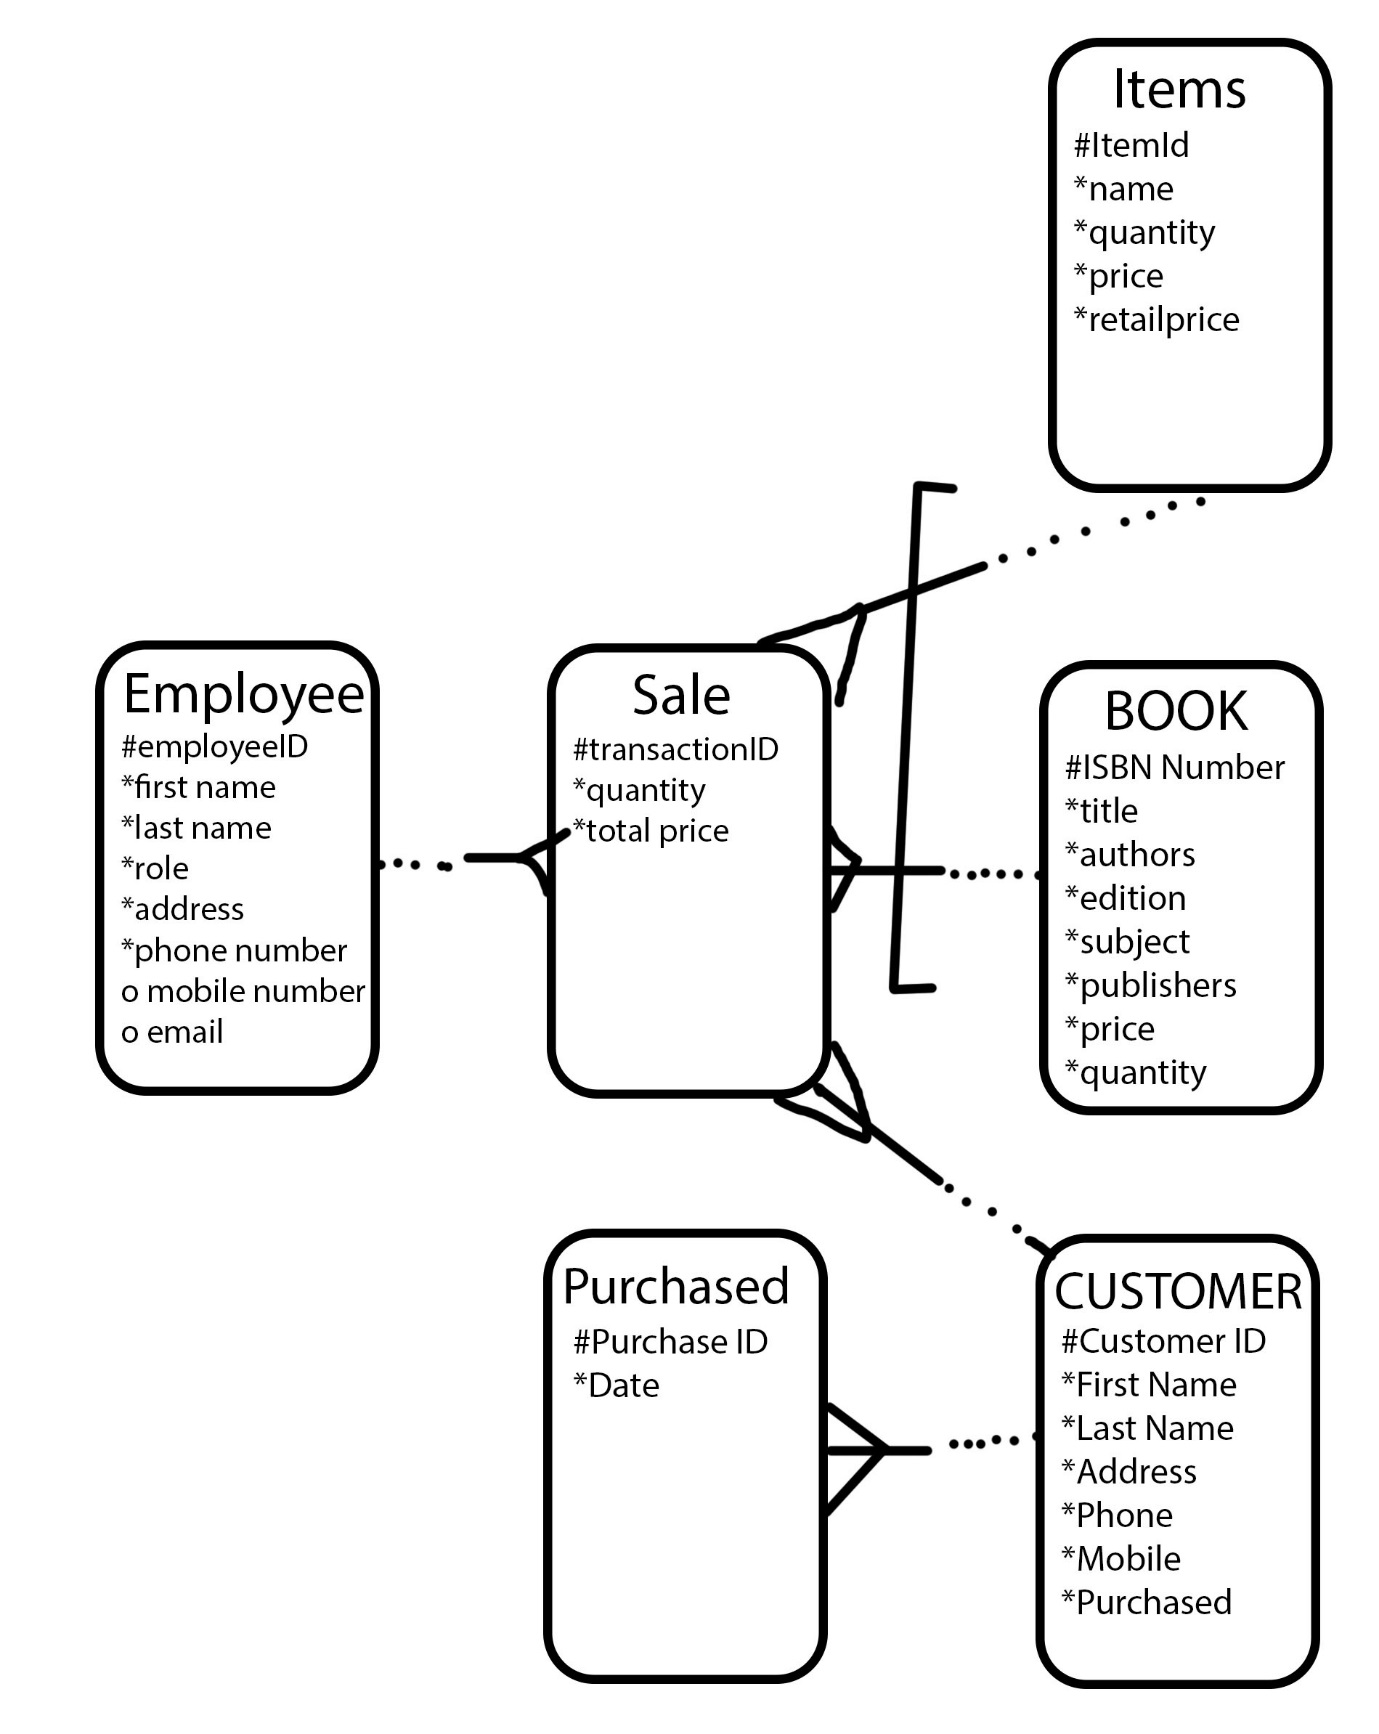 Items
#ItemId
*name
*quantity
*price
*retailprice
Employee
#employeeID
*first name
*last name
*role
*address
*phone number
o mobile number
o email
Sale
#transactionID
*quantity
*total price
BOOK
#ISBN Number
*title
*authors
*edition
*subject
*publishers
*price
*quantity
Purchased
#Purchase ID
*Date
CUSTOMER
#Customer ID
*First Name
*Last Name
*Address
*Phone
*Mobile
*Purchased